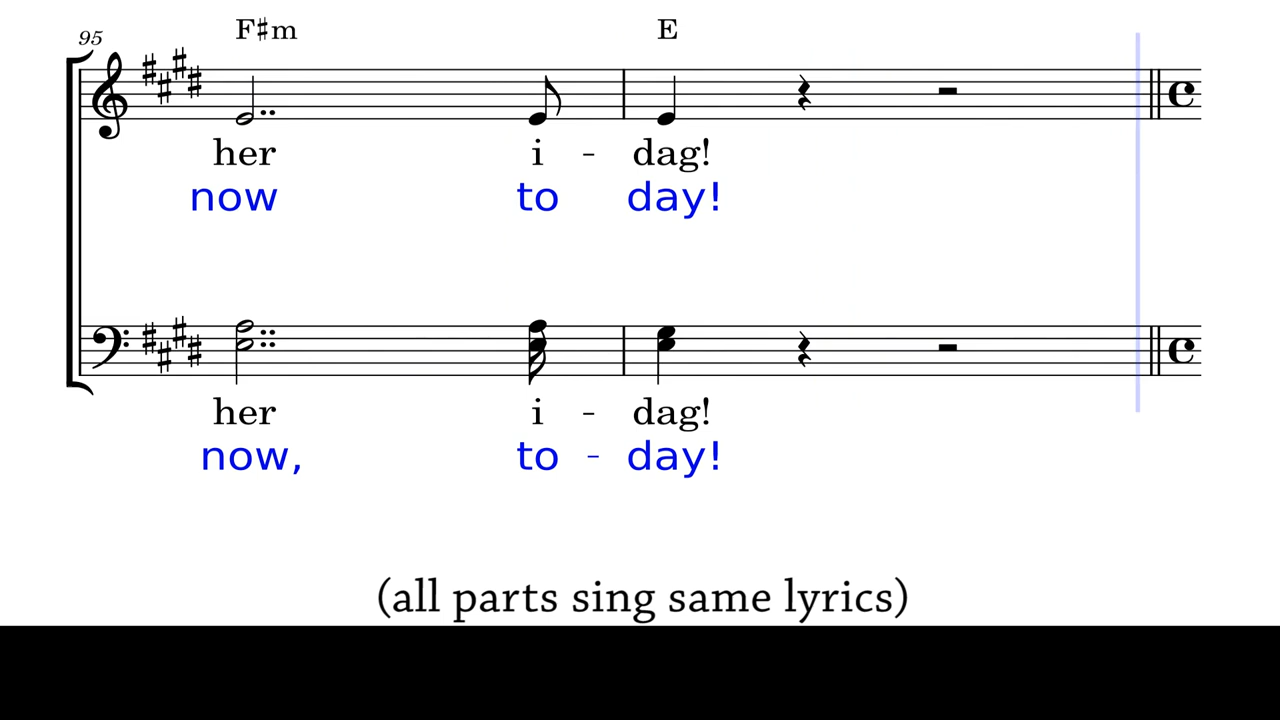 95 F♯m E
her i - dag!
now to day!
her i - dag!
now, to - day!
(all parts sing same lyrics)